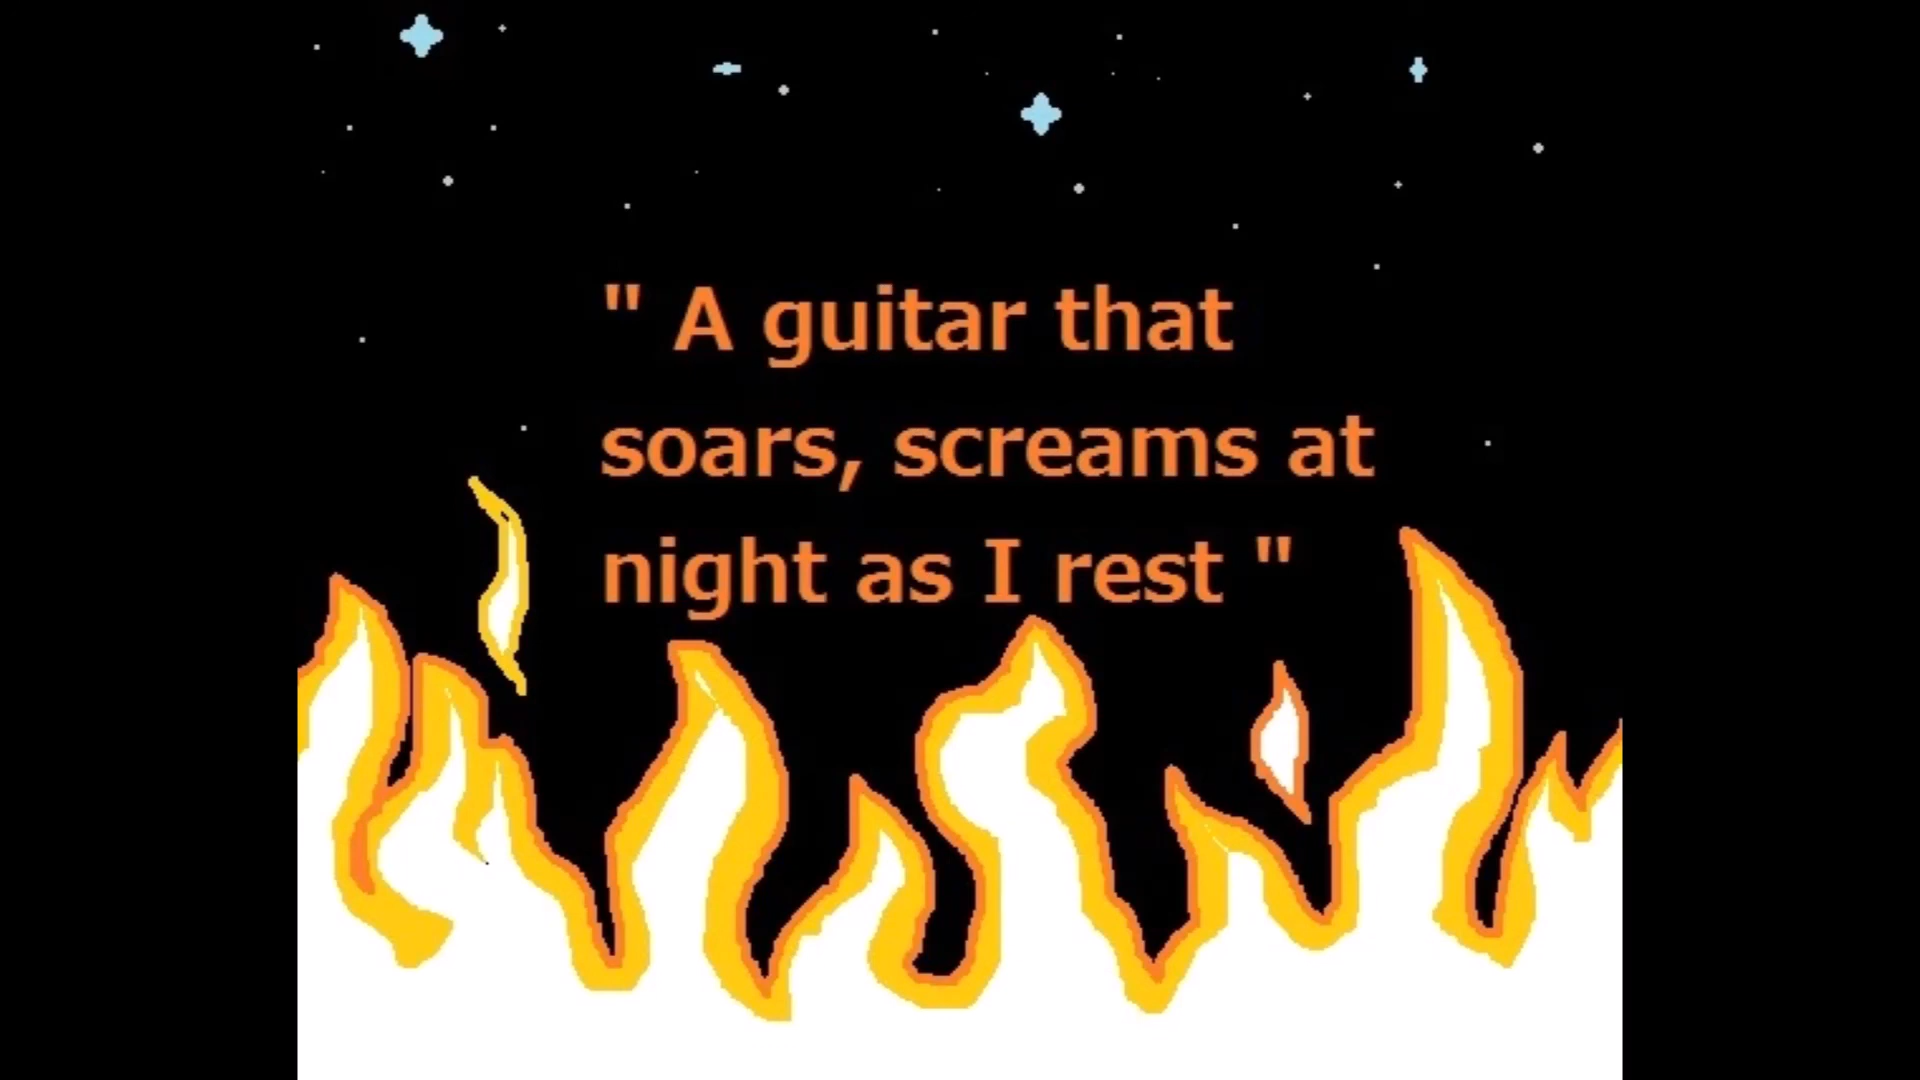 " A guitar that
soars, screams at
night as I rest "